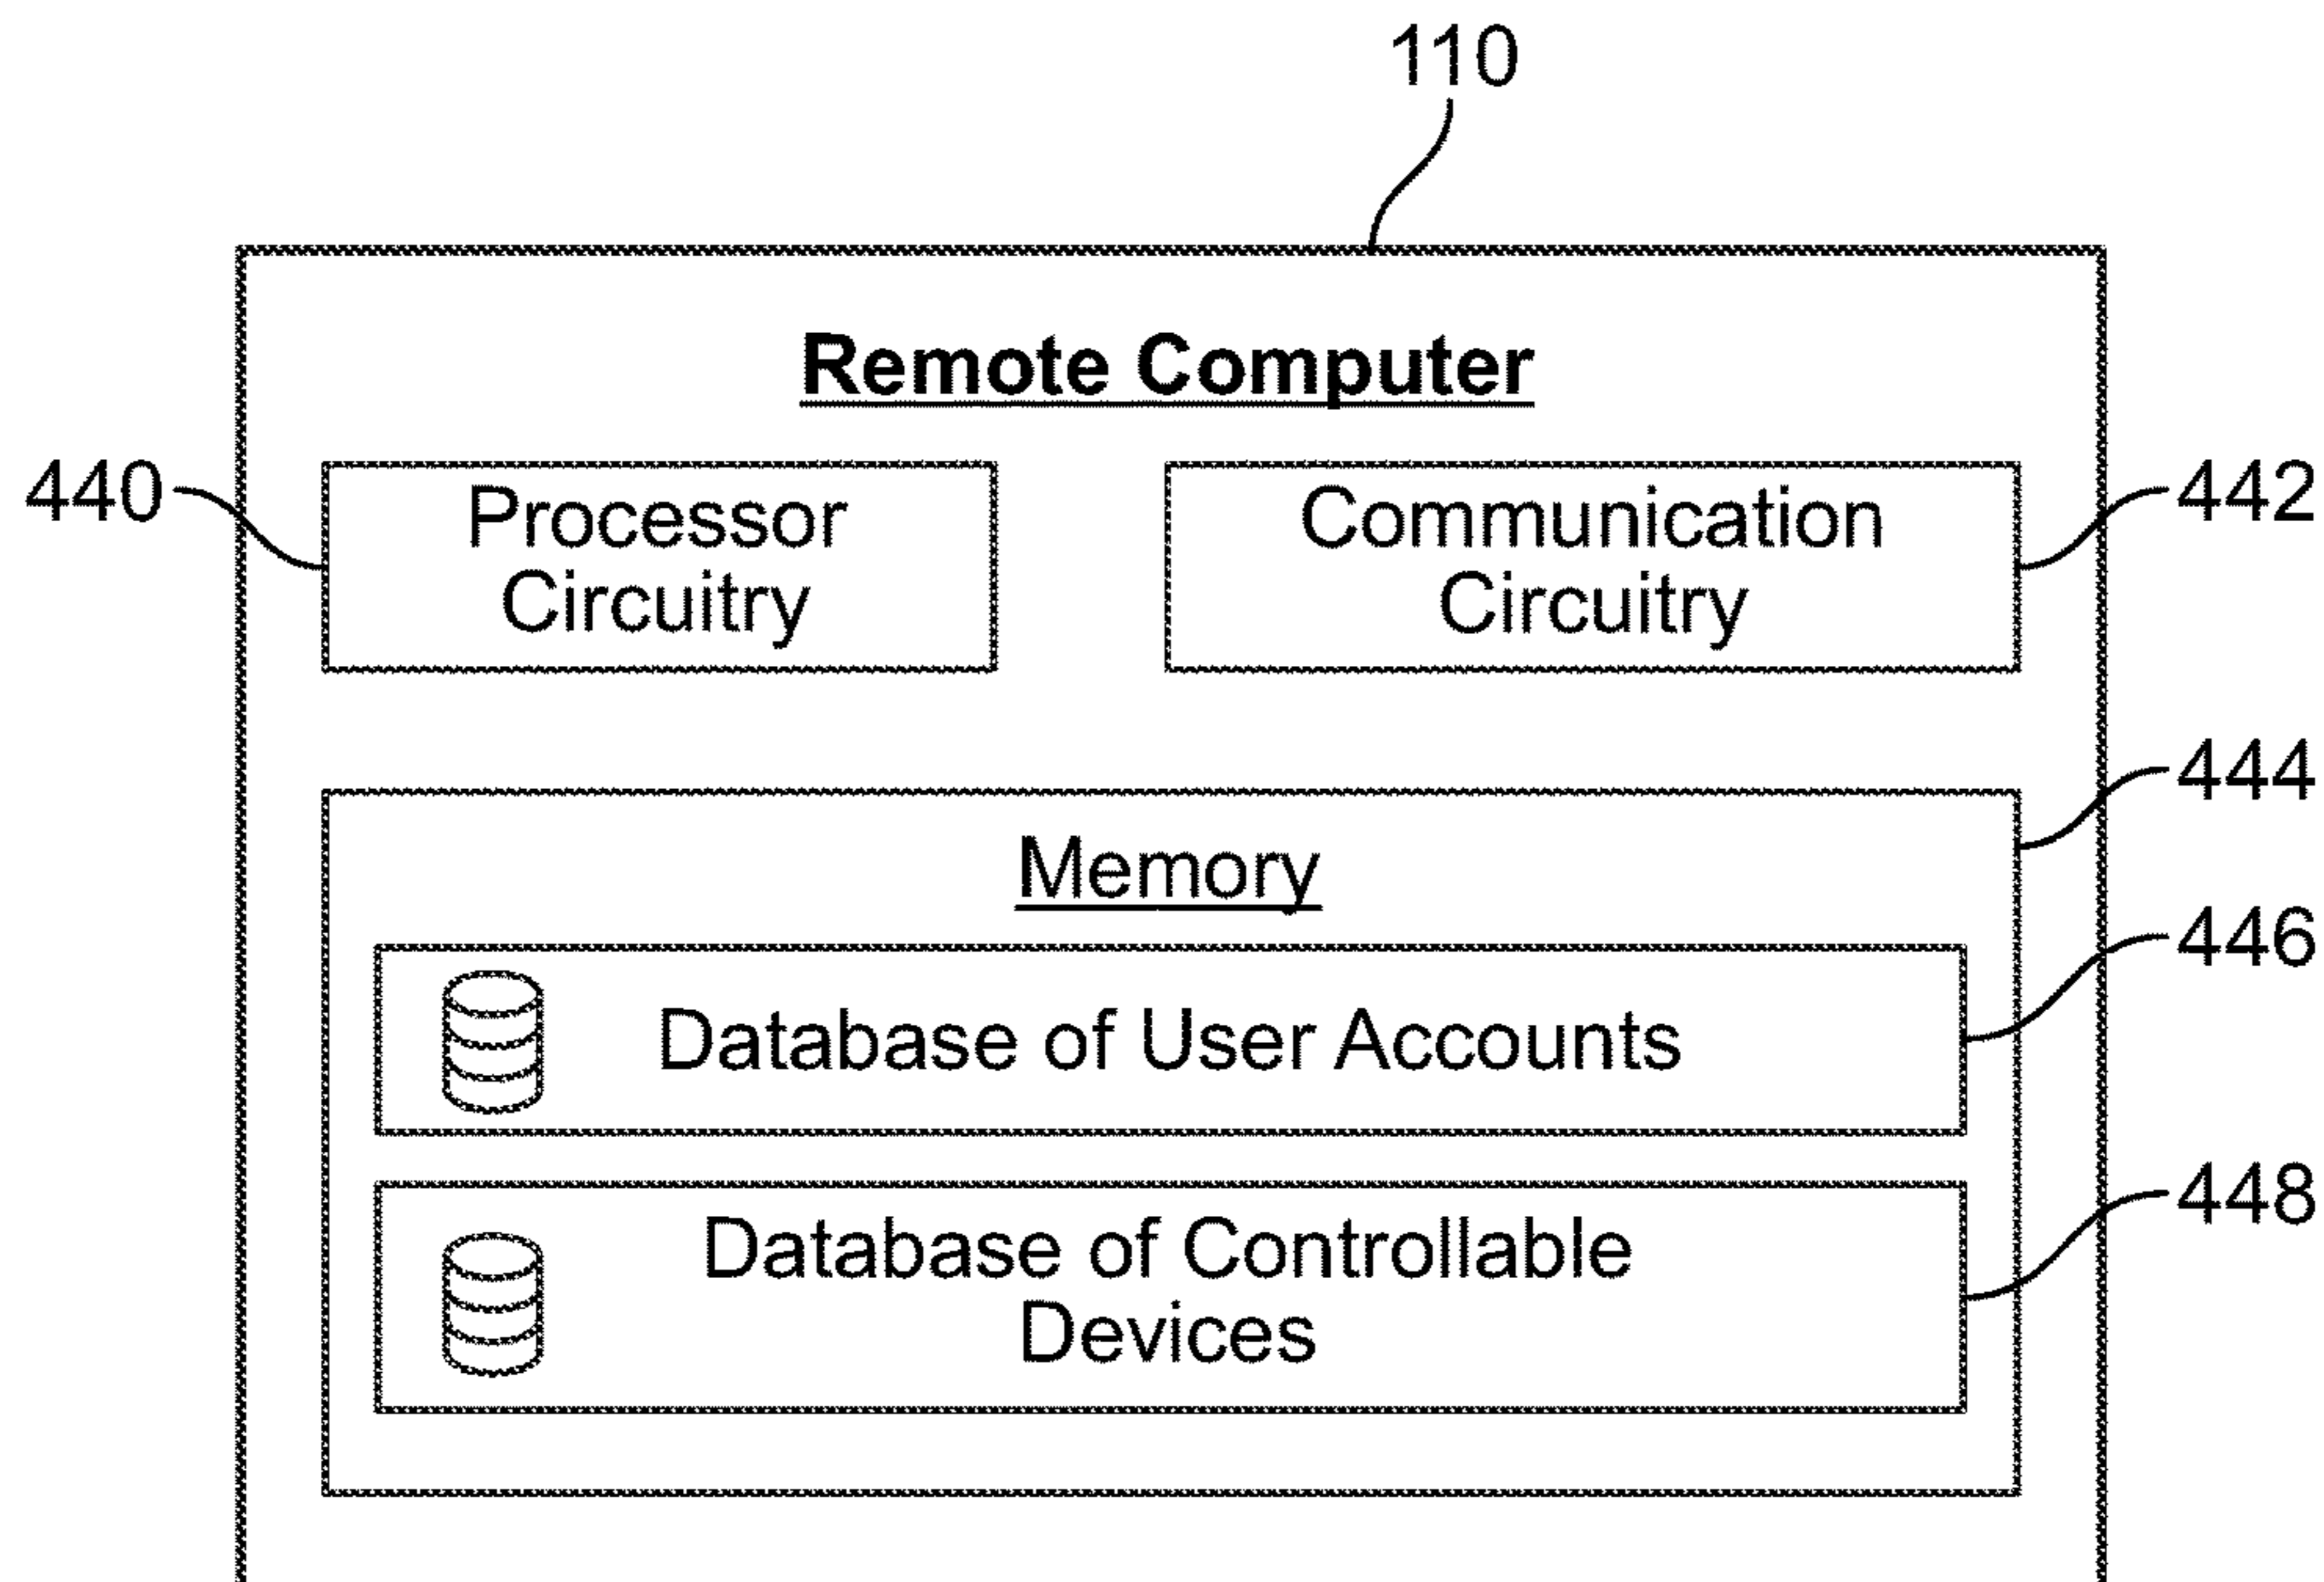 110
Remote Computer
440
Processor
Circuitry
Communication
Circuitry
442
444
Memory
446
Database of User Accounts
448
Database of Controllable
Devices